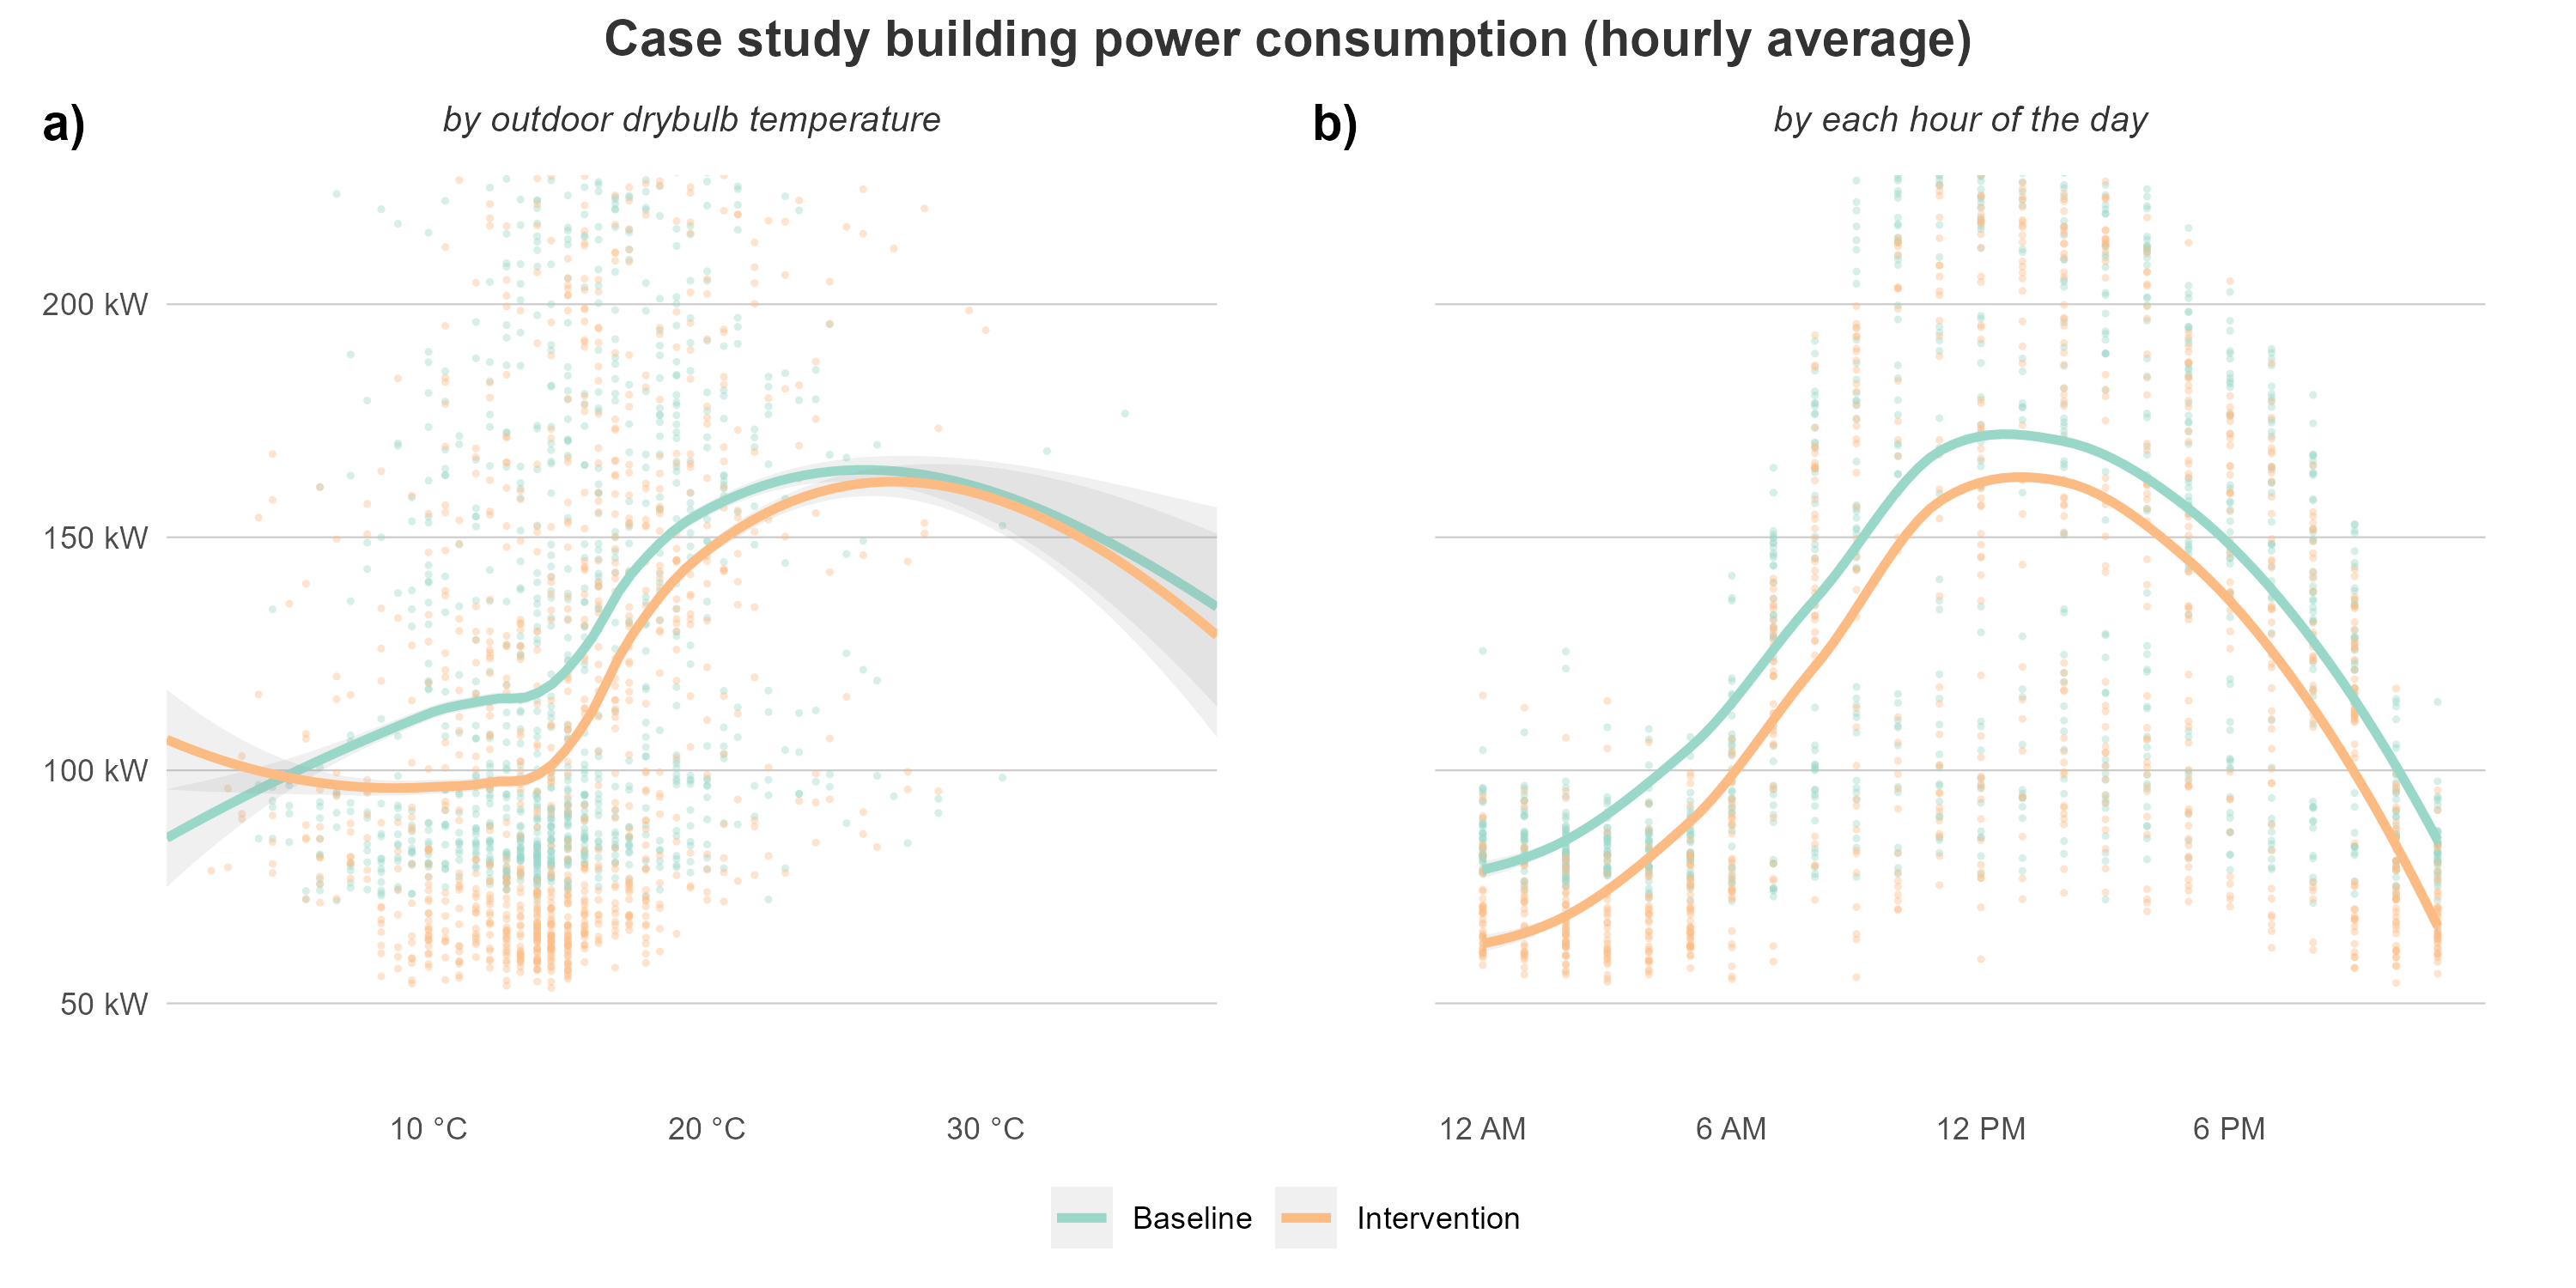 Case study building power consumption (hourly average)
a)
by outdoor drybulb temperature
b)
by each hour of the day
200 kW
150 kW
100 kW
50 kW
10 °C 20 °C 30 °C
12 AM 6 AM 12 PM 6 PM
Baseline Intervention